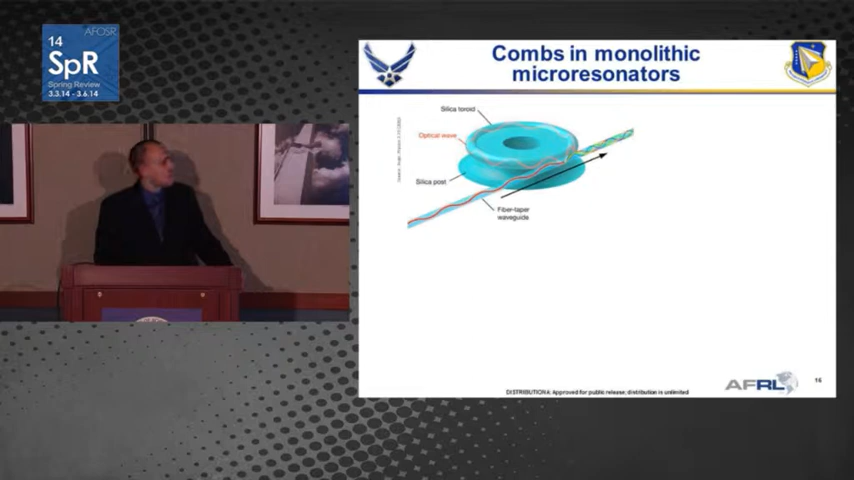 AFOSR
14
SpR
Spring Review
3.3.14 - 3.6.14
Combs in monolithic
microresonators
Silica toroid
Optical wave
Silica post
Fiber-taper
waveguide
DISTRIBUTION A: Approved for public release; distribution is unlimited
AFRL
16